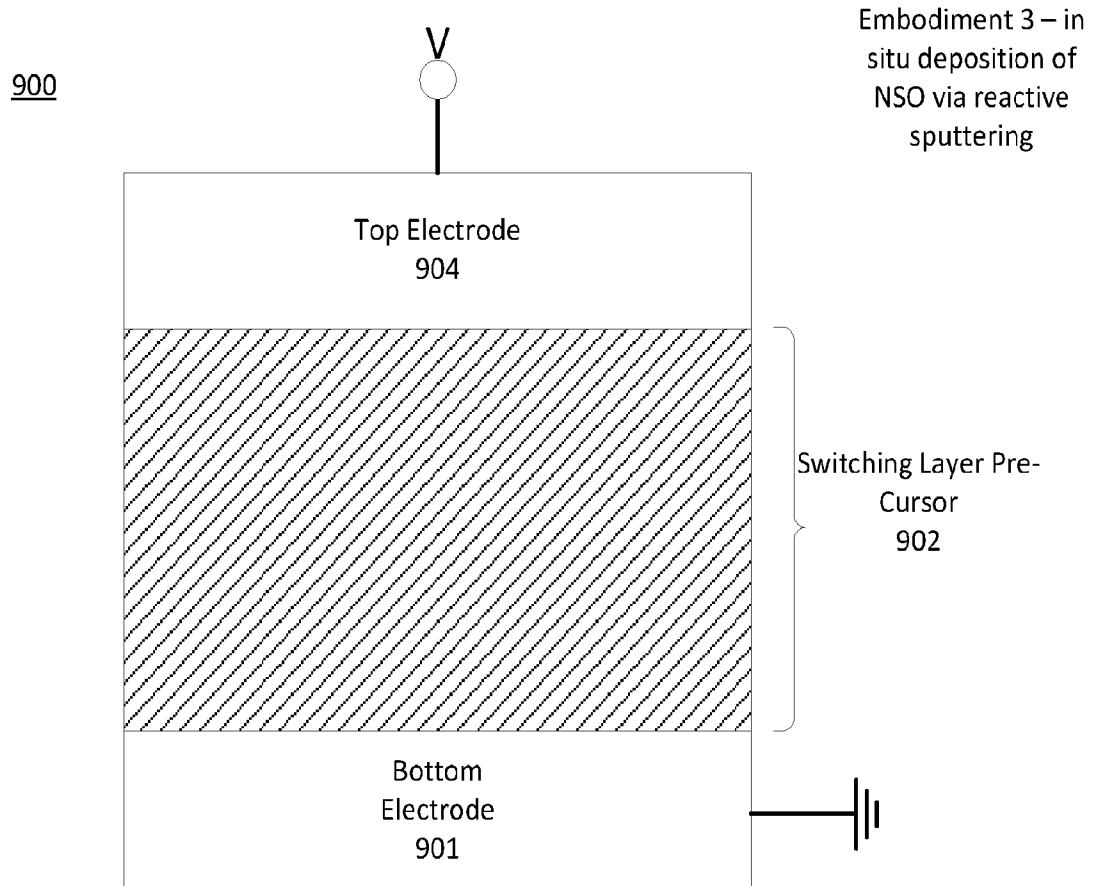 Embodiment 3 – in
situ deposition of
NSO via reactive
sputtering
V
900
Top Electrode
904
Switching Layer Pre-
Cursor
902
Bottom
Electrode
901